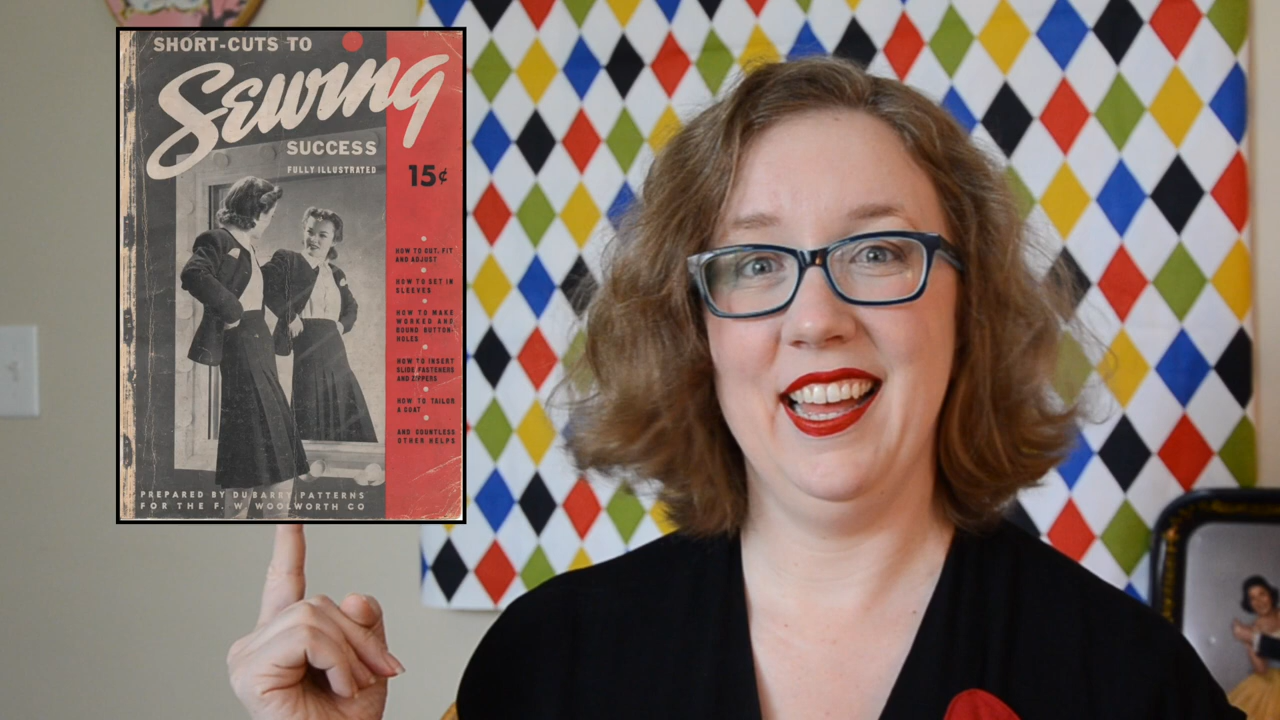 SHORT-CUTS TO
Sewing
SUCCESS
FULLY ILLUSTRATED
15¢
HOW TO CUT, FIT
AND ADJUST
HOW TO SET IN
SLEEVES
HOW TO MAKE
WORKED AND
BOUND BUTTON-
HOLES
HOW TO INSERT
SLIDE FASTENERS
AND ZIPPERS
HOW TO TAILOR
A COAT
AND COUNTLESS
OTHER HELPS
PREPARED BY DU BARRY PATTERNS
FOR THE F. W. WOOLWORTH CO